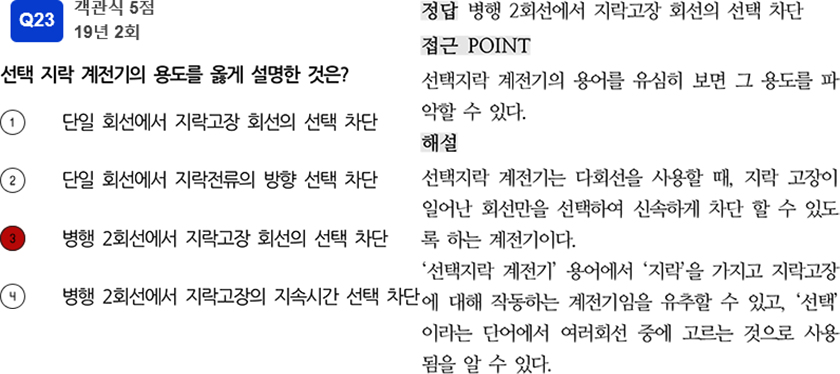 Q23
객관식 5점
19년 2회
선택 지락 계전기의 용도를 옳게 설명한 것은?
1 단일 회선에서 지락고장 회선의 선택 차단
2 단일 회선에서 지락전류의 방향 선택 차단
3 병행 2회선에서 지락고장 회선의 선택 차단
4 병행 2회선에서 지락고장의 지속시간 선택 차단
정답 병행 2회선에서 지락고장 회선의 선택 차단
접근 POINT
선택지락 계전기의 용어를 유심히 보면 그 용도를 파
악할 수 있다.
해설
선택지락 계전기는 다회선을 사용할 때, 지락 고장이
일어난 회선만을 선택하여 신속하게 차단 할 수 있도
록 하는 계전기이다.
‘선택지락 계전기’ 용어에서 ‘지락’을 가지고 지락고장
에 대해 작동하는 계전기임을 유추할 수 있고, ‘선택’
이라는 단어에서 여러회선 중에 고르는 것으로 사용
됨을 알 수 있다.